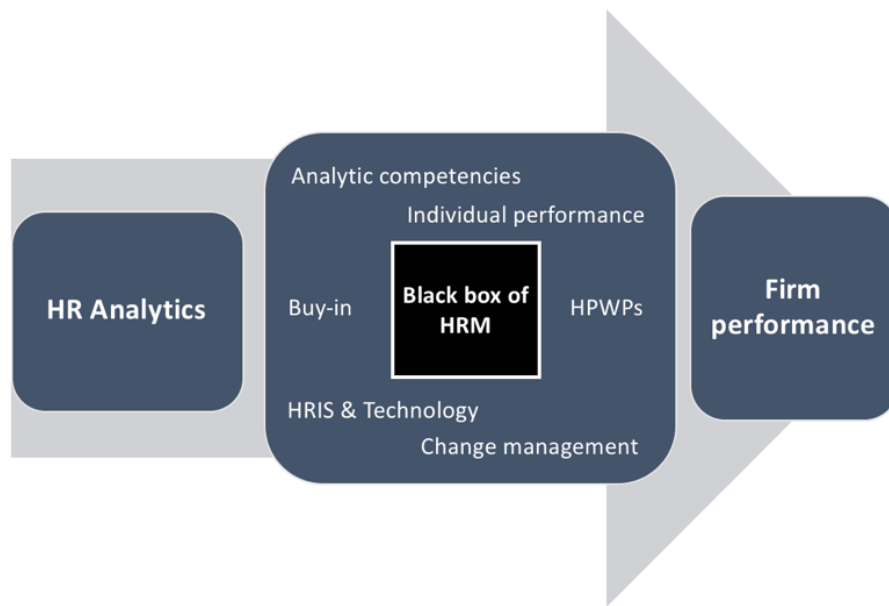 HR Analytics
Analytic competencies
Individual performance
Buy-in
Black box of
HRM
HPWPs
HRIS & Technology
Change management
Firm
performance